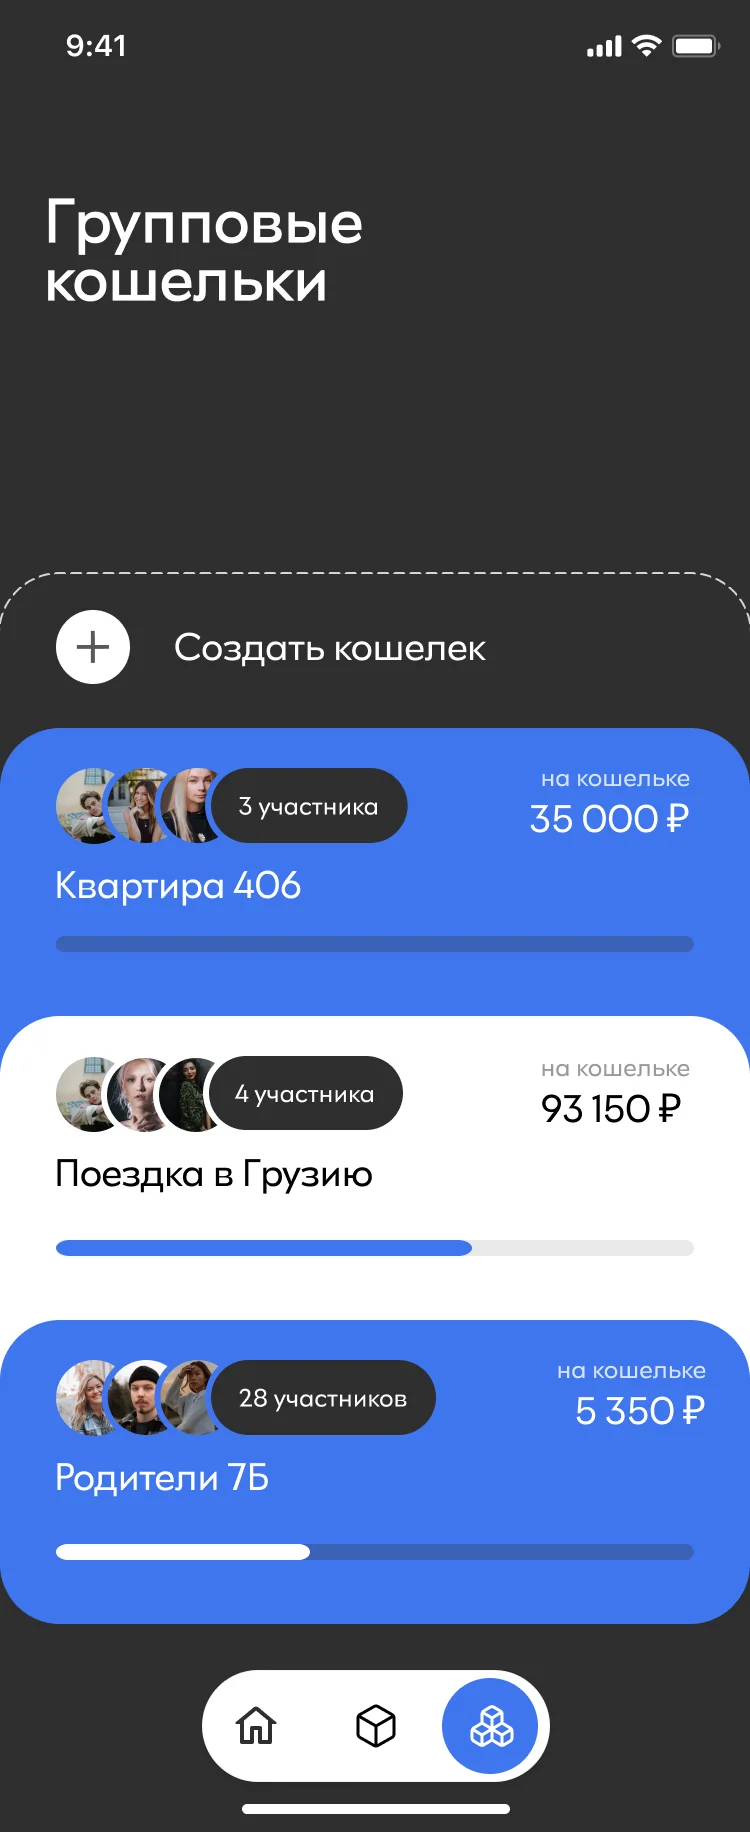 9:41
Групповые
кошельки
Создать кошелек
3 участника
на кошельке
35 000 ₽
Квартира 406
4 участника
на кошельке
93 150 ₽
Поездка в Грузию
28 участников
на кошельке
5 350 ₽
Родители 7Б